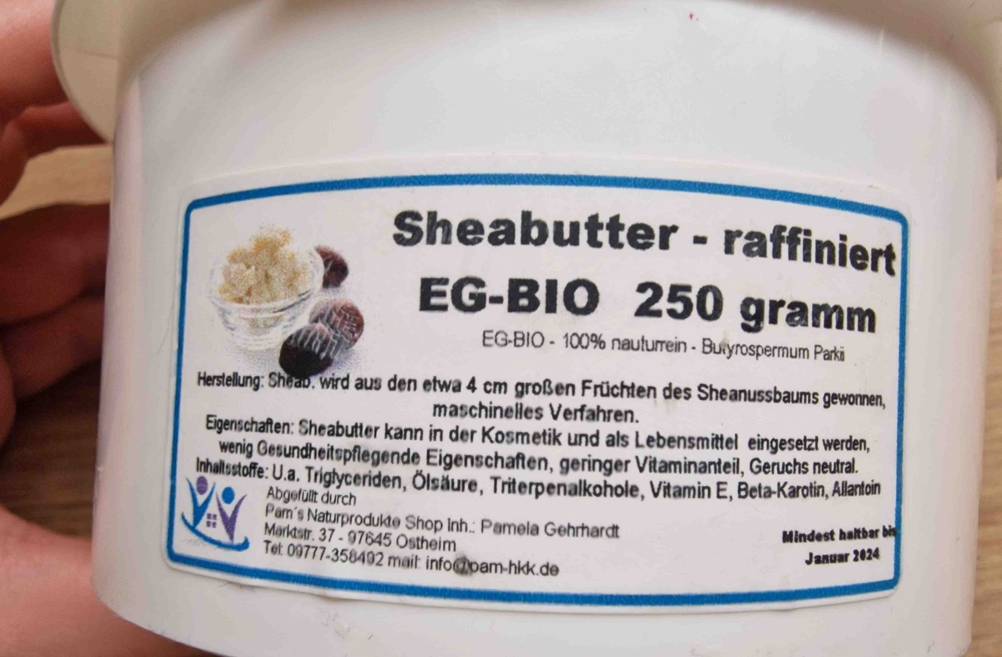 Sheabutter - raffiniert
EG-BIO 250 gramm
EG-BIO - 100% nauturrein - Butyrospermum Parkii
Herstellung: Sheab. wird aus den etwa 4 cm großen Früchten des Sheanussbaums gewonnen,
maschinelles Verfahren.
Eigenschaften: Sheabutter kann in der Kosmetik und als Lebensmittel eingesetzt werden,
wenig Gesundheitspflegende Eigenschaften, geringer Vitaminanteil, Geruchs neutral.
Inhaltsstoffe: U.a. Triglyceriden, Ölsäure, Triterpenalkohole, Vitamin E, Beta-Karotin, Allantoin
Abgefüllt durch
Pam´s Naturprodukte Shop Inh.: Pamela Gehrhardt
Marktstr. 37 - 97645 Ostheim
Tel: 09777-358492 mail: info@pam-hkk.de
Mindest haltbar bis
Januar 2024